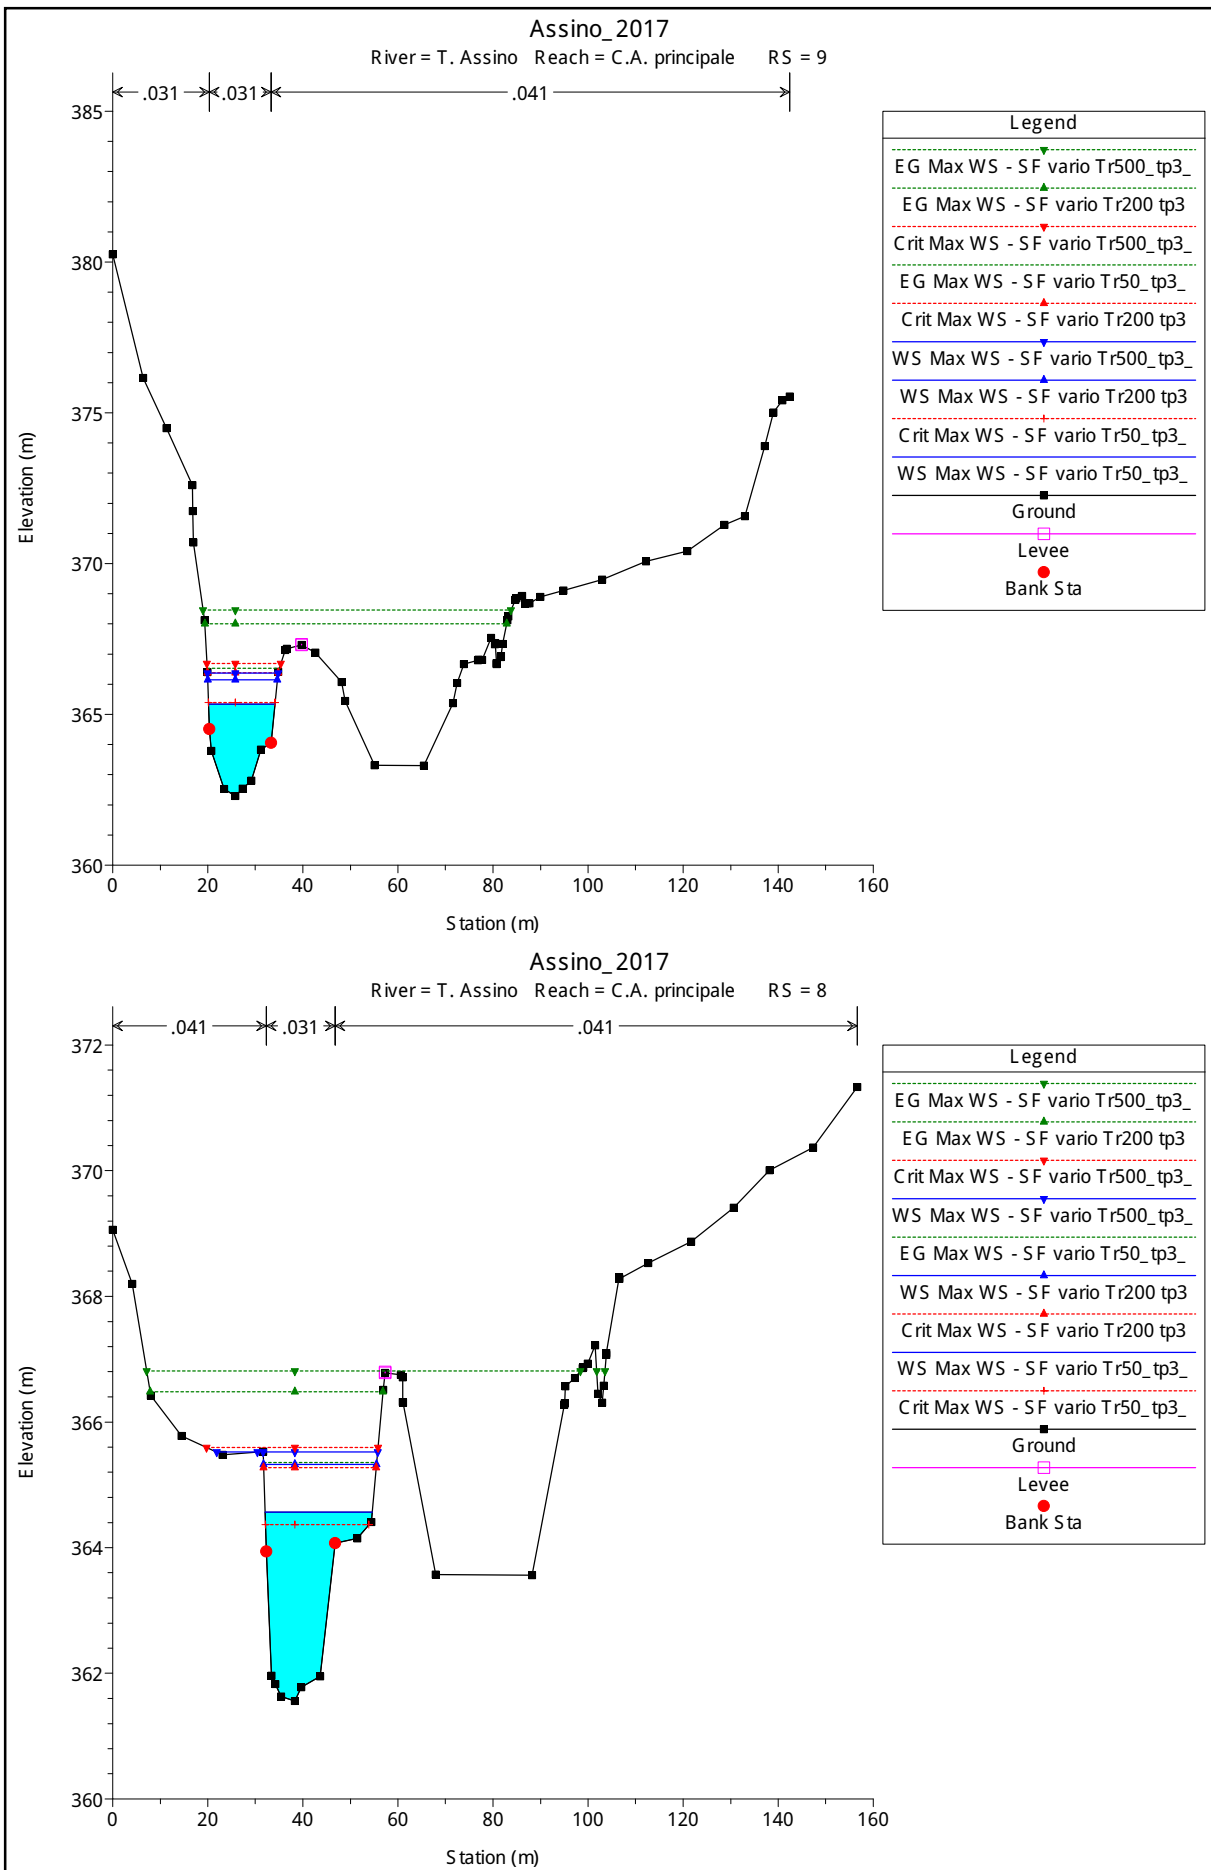 Assino_2017
River = T. Assino Reach = C.A. principale RS = 9
.031 .031 .041
385
380
375
370
365
360
Elevation (m)
0 20 40 60 80 100 120 140 160
Station (m)
Legend
EG Max WS - SF vario Tr500_tp3_
EG Max WS - SF vario Tr200 tp3
Crit Max WS - SF vario Tr500_tp3_
EG Max WS - SF vario Tr50_tp3_
Crit Max WS - SF vario Tr200 tp3
WS Max WS - SF vario Tr500_tp3_
WS Max WS - SF vario Tr200 tp3
Crit Max WS - SF vario Tr50_tp3_
WS Max WS - SF vario Tr50_tp3_
Ground
Levee
Bank Sta
Assino_2017
River = T. Assino Reach = C.A. principale RS = 8
.041 .031 .041
372
370
368
366
364
362
360
Elevation (m)
0 20 40 60 80 100 120 140 160
Station (m)
Legend
EG Max WS - SF vario Tr500_tp3_
EG Max WS - SF vario Tr200 tp3
Crit Max WS - SF vario Tr500_tp3_
WS Max WS - SF vario Tr500_tp3_
EG Max WS - SF vario Tr50_tp3_
WS Max WS - SF vario Tr200 tp3
Crit Max WS - SF vario Tr200 tp3
WS Max WS - SF vario Tr50_tp3_
Crit Max WS - SF vario Tr50_tp3_
Ground
Levee
Bank Sta